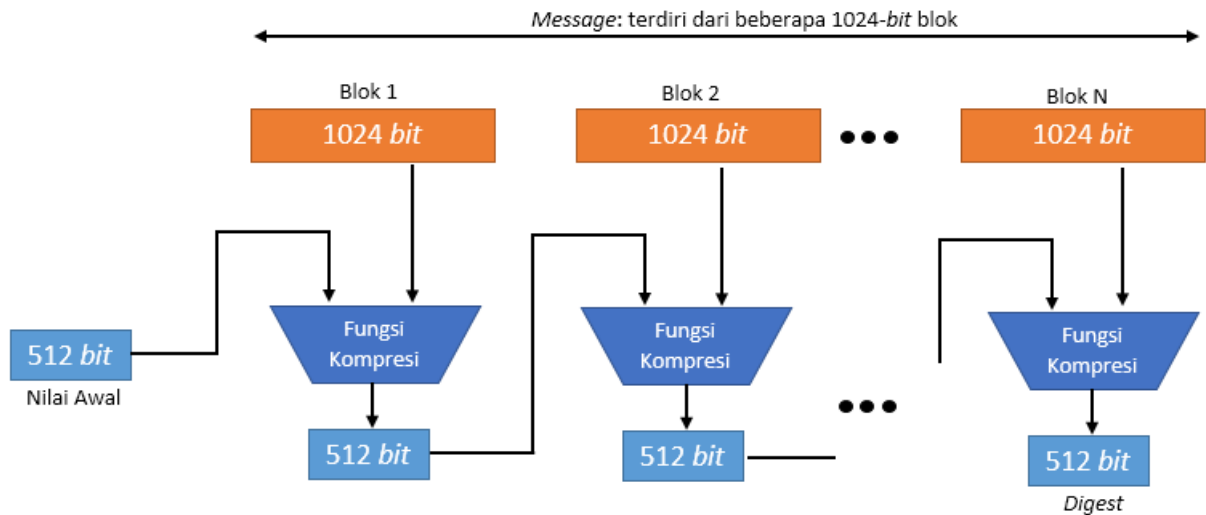 Message: terdiri dari beberapa 1024-bit blok
Blok 1
Blok 2
Blok N
1024 bit
1024 bit
1024 bit
Fungsi
Kompresi
Fungsi
Kompresi
Fungsi
Kompresi
512 bit
Nilai Awal
512 bit
512 bit
512 bit
Digest